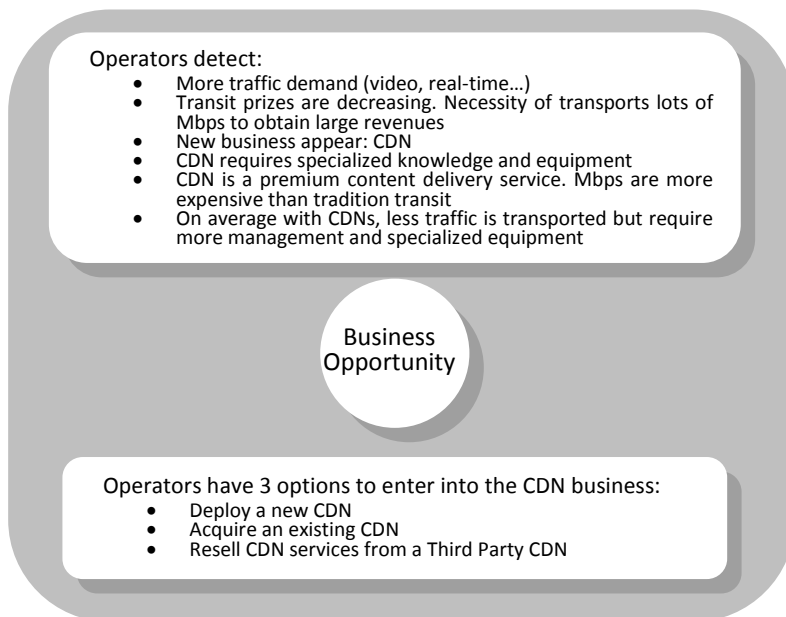 Operators detect:
• More traffic demand (video, real-time…)
• Transit prizes are decreasing. Necessity of transports lots of
Mbps to obtain large revenues
• New business appear: CDN
• CDN requires specialized knowledge and equipment
• CDN is a premium content delivery service. Mbps are more
expensive than tradition transit
• On average with CDNs, less traffic is transported but require
more management and specialized equipment
Business
Opportunity
Operators have 3 options to enter into the CDN business:
• Deploy a new CDN
• Acquire an existing CDN
• Resell CDN services from a Third Party CDN